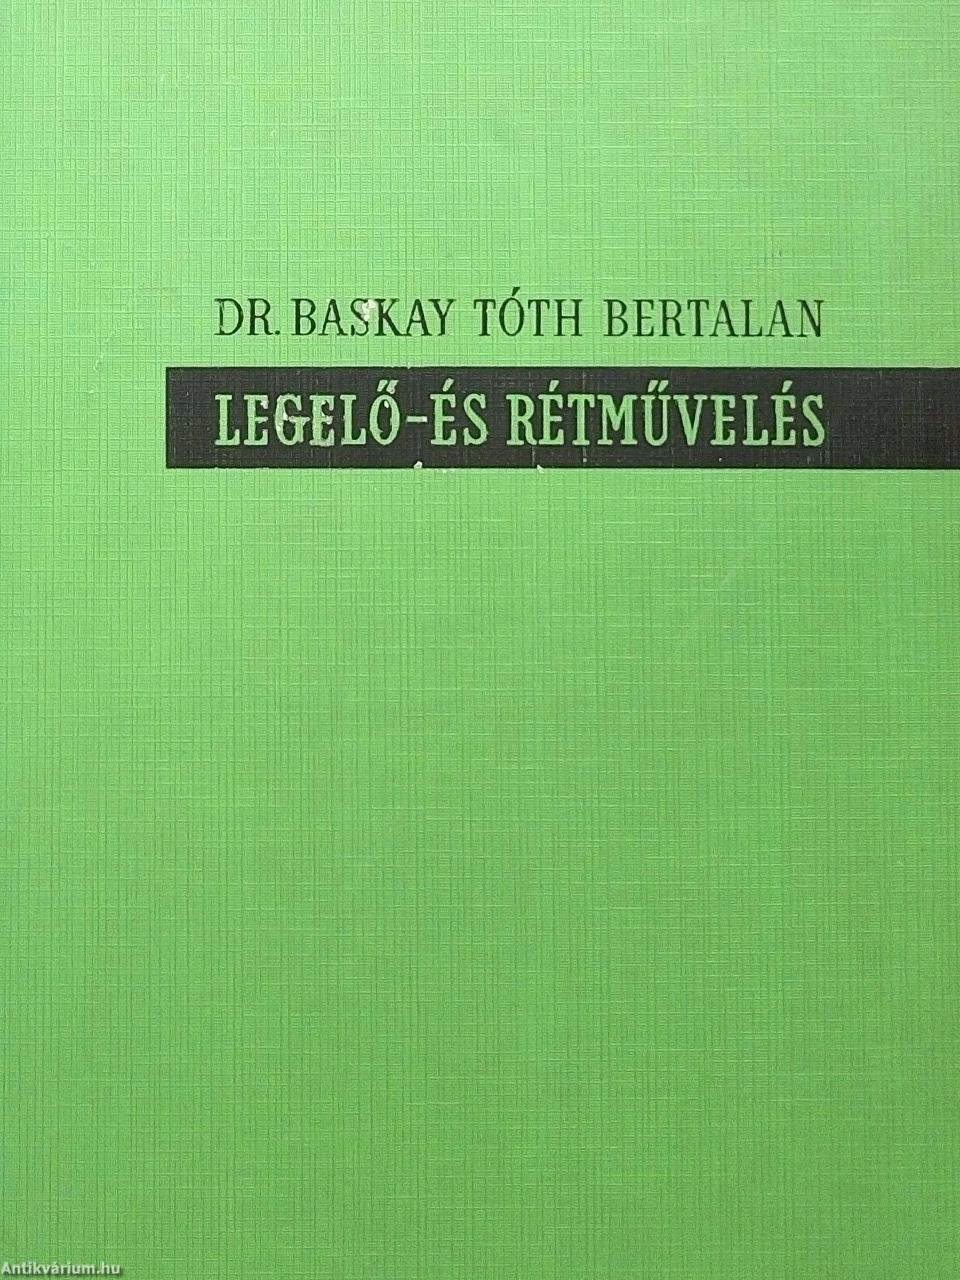 DR. BASKAY TÓTH BERTALAN
LEGELŐ-ÉS RÉTMŰVELÉS
Antikvárium.hu